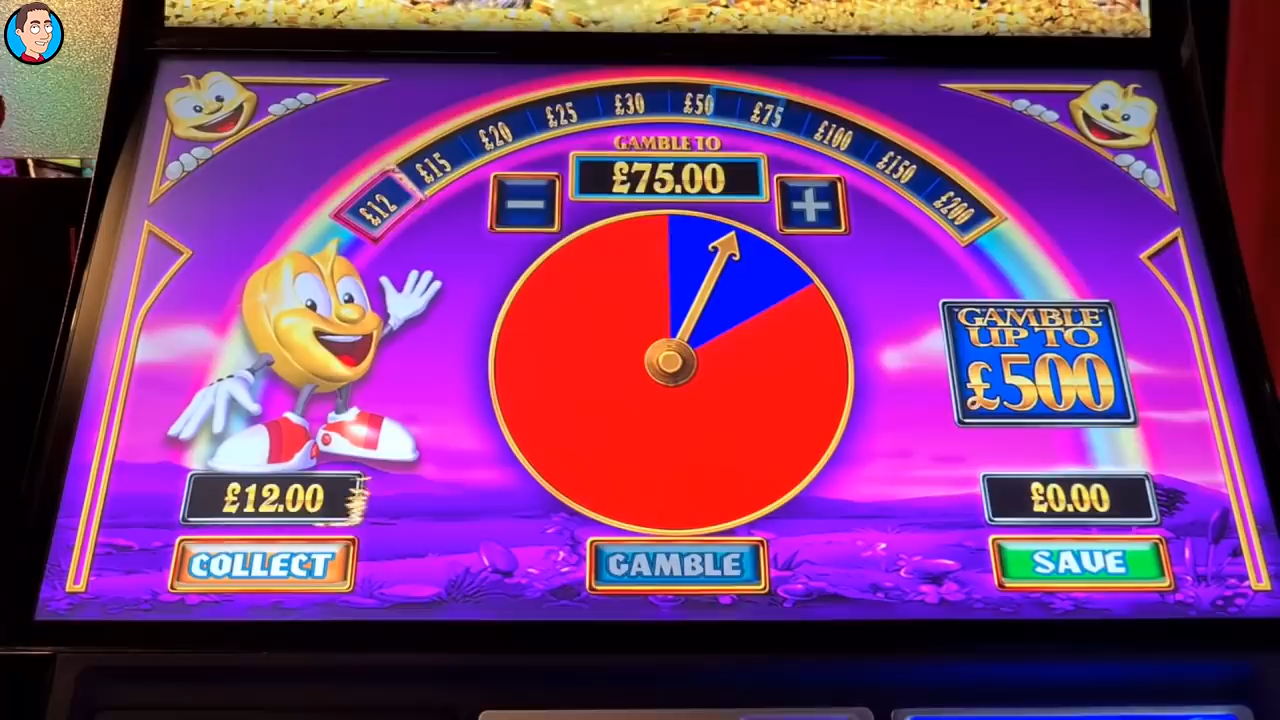 £12
£15
£20
£25
£30
£50
£75
£100
£150
£200
GAMBLE TO
£75.00
−
+
GAMBLE
UP TO
£500
£12.00
£0.00
COLLECT
GAMBLE
SAVE